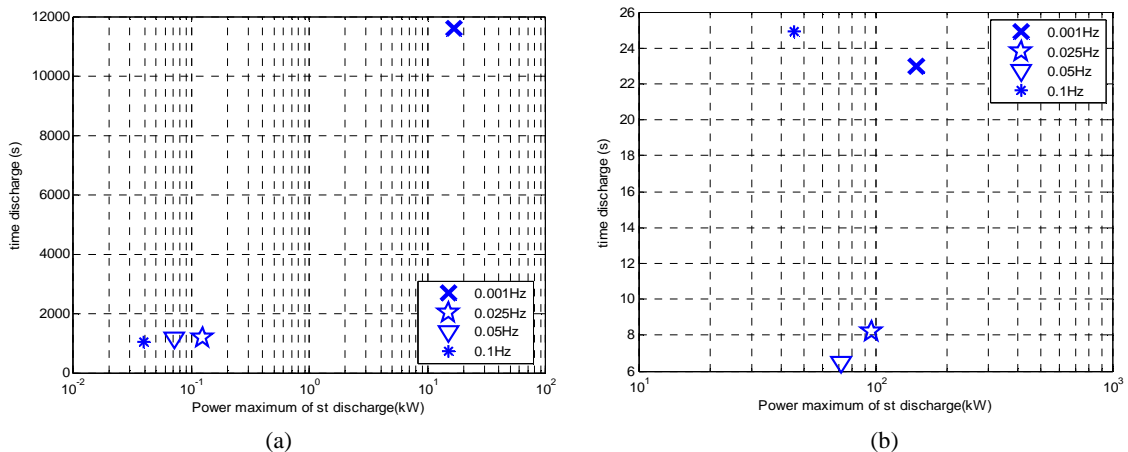 12000
10000
8000
6000
4000
2000
0
time discharge (s)
10^-2
10^-1
10^0
10^1
10^2
Power maximum of st discharge(kW)
0.001Hz
0.025Hz
0.05Hz
0.1Hz
(a)
26
24
22
20
18
16
14
12
10
8
6
time discharge (s)
10^1
10^2
10^3
Power maximum of st discharge(kW)
0.001Hz
0.025Hz
0.05Hz
0.1Hz
(b)